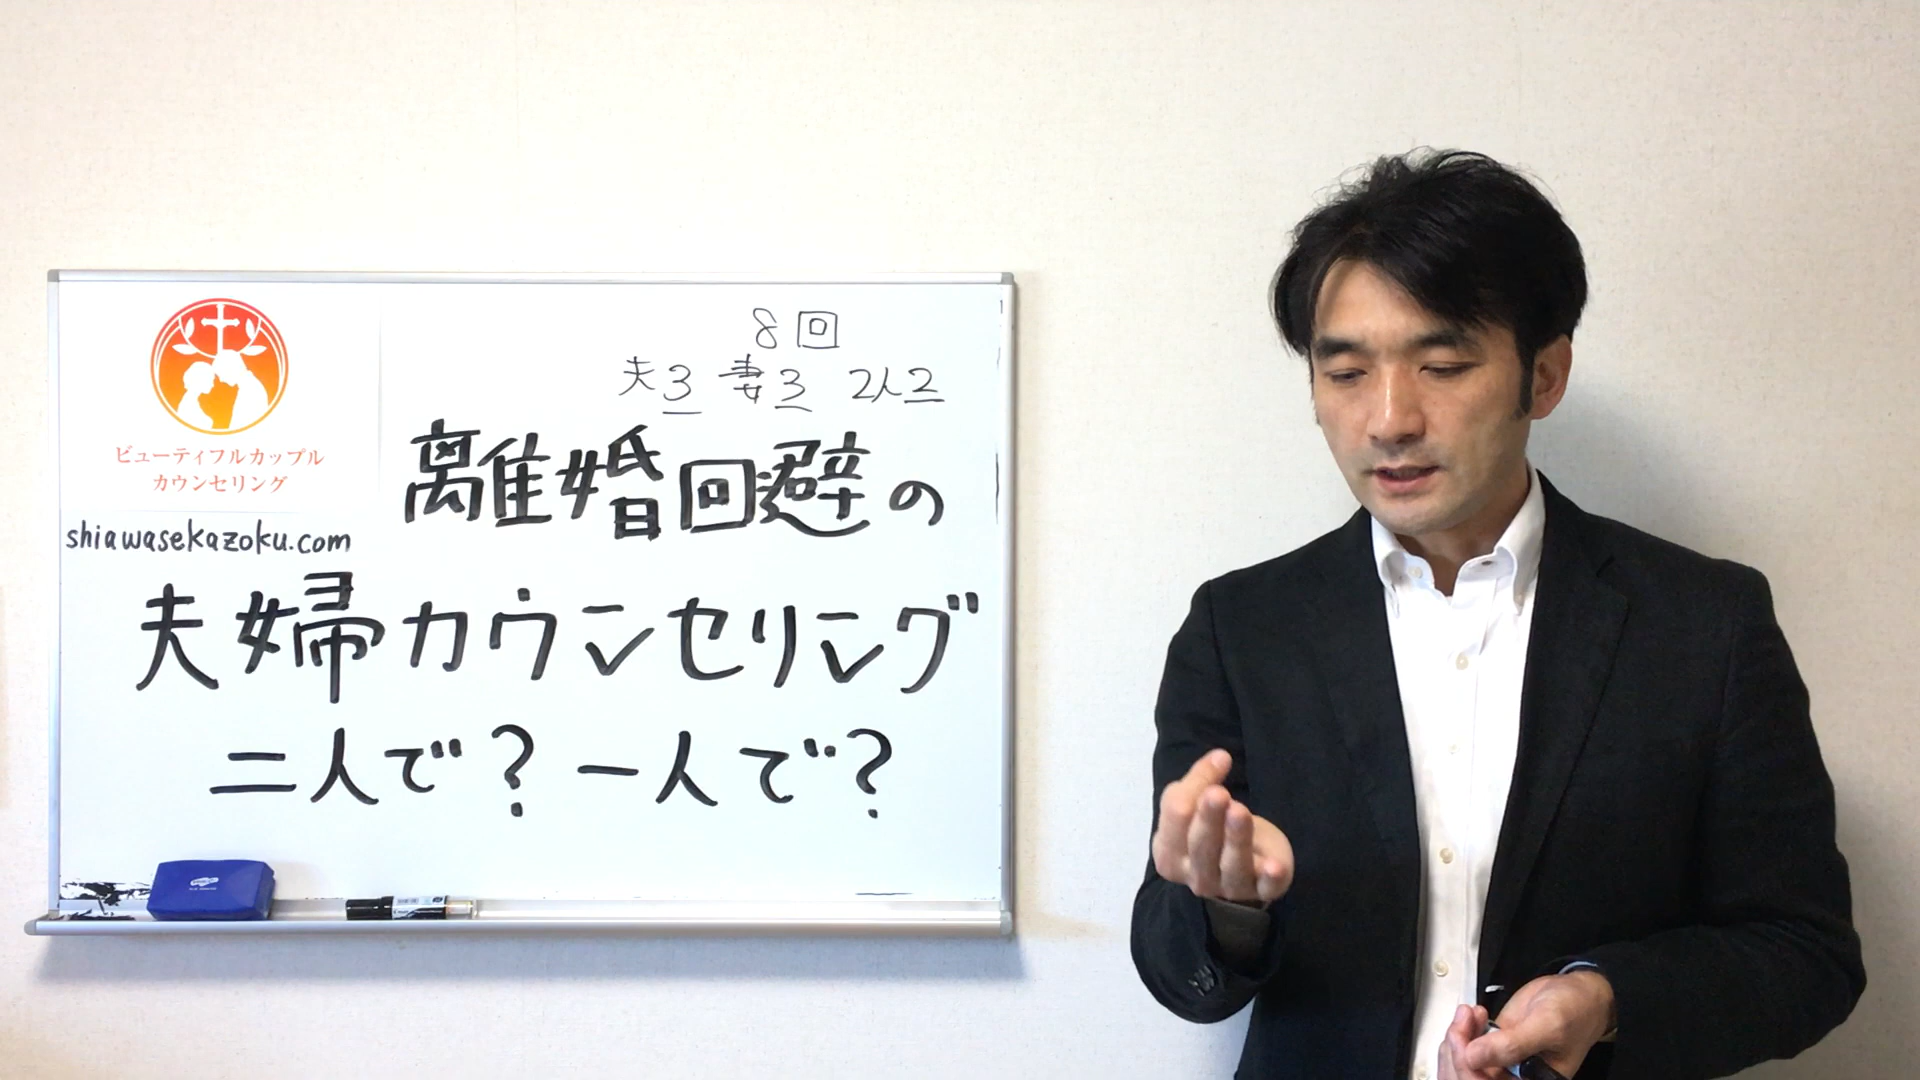 8回
夫3 妻3 2人2
ビューティフルカップル
カウンセリング
shiawasekazoku.com
離婚回避の
夫婦カウンセリング
二人で?一人で?